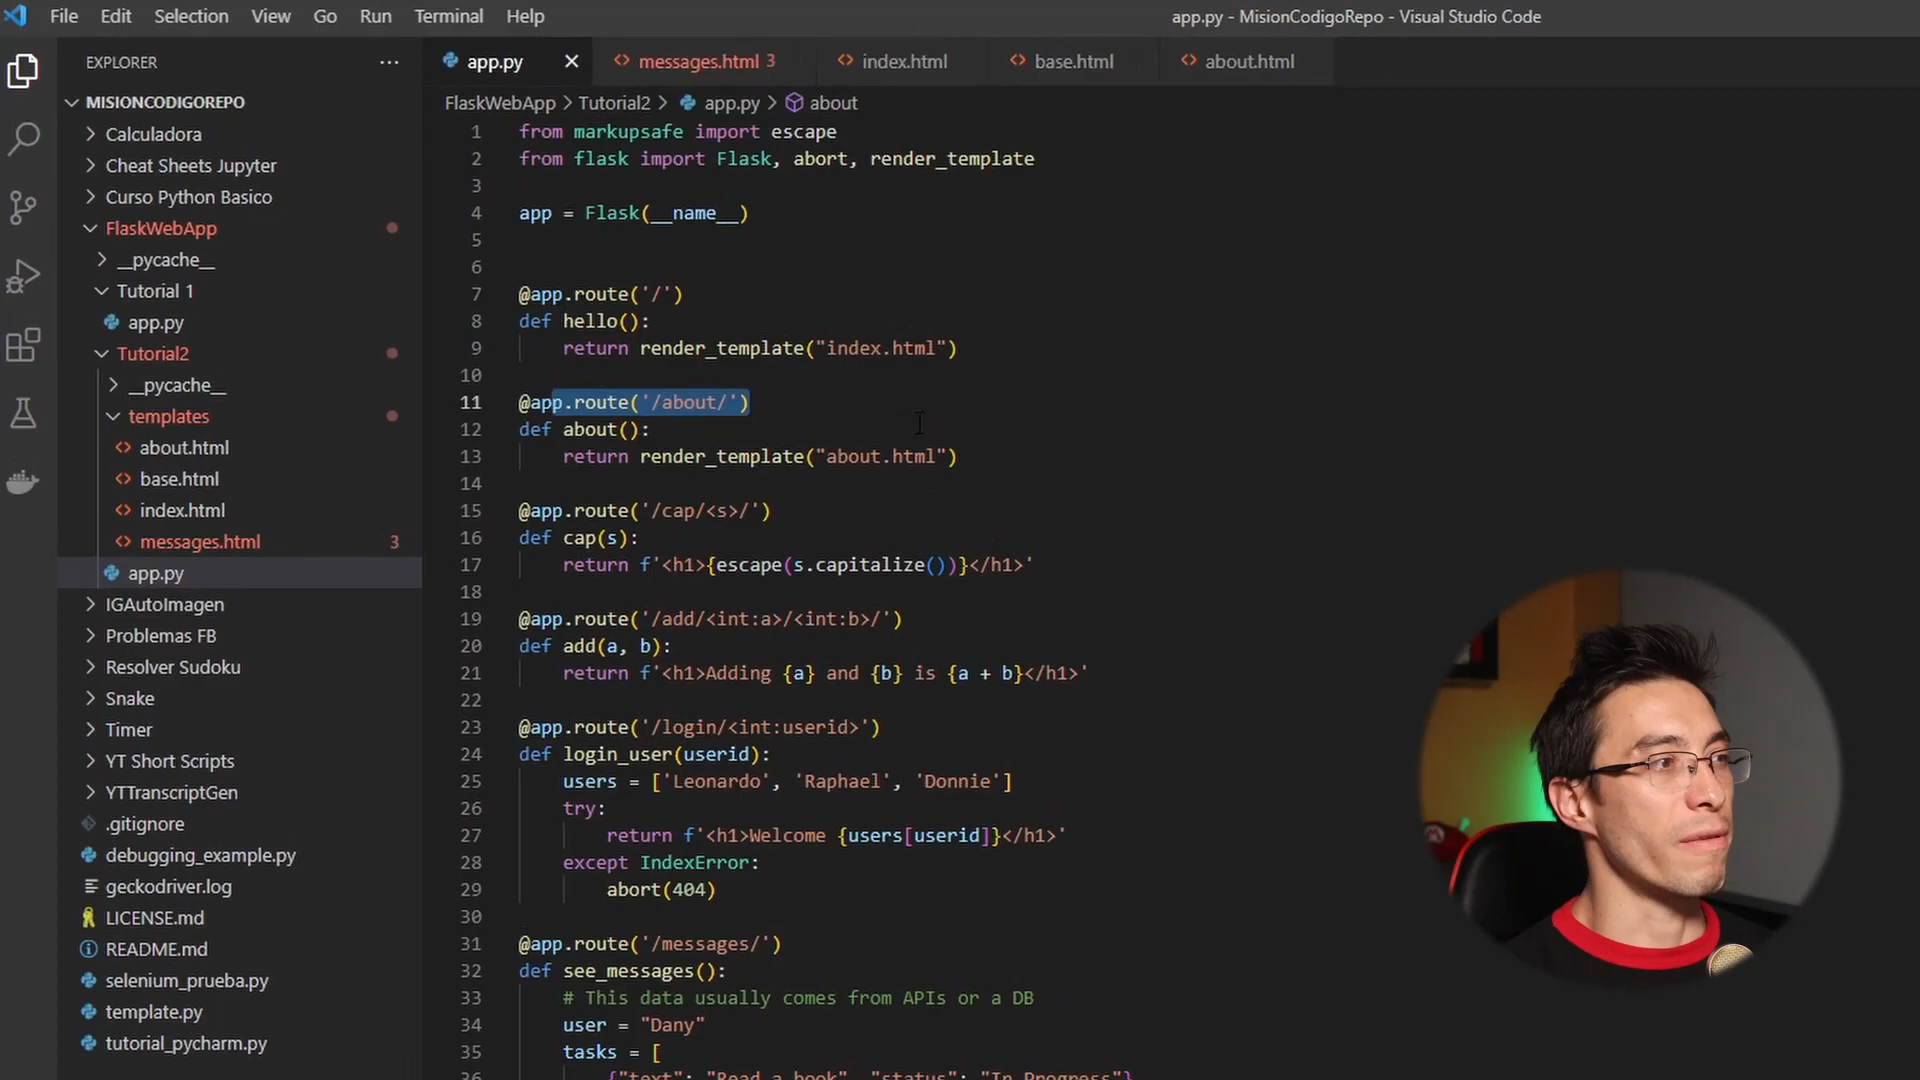 File Edit Selection View Go Run Terminal Help
app.py - MisionCodigoRepo - Visual Studio Code
EXPLORER
MISIONCODIGOREPO
Calculadora
Cheat Sheets Jupyter
Curso Python Basico
FlaskWebApp
__pycache__
Tutorial 1
app.py
Tutorial2
__pycache__
templates
about.html
base.html
index.html
messages.html 3
app.py
IGAutoImagen
Problemas FB
Resolver Sudoku
Snake
Timer
YT Short Scripts
YTTranscriptGen
.gitignore
debugging_example.py
geckodriver.log
LICENSE.md
README.md
selenium_prueba.py
template.py
tutorial_pycharm.py
app.py messages.html 3 index.html base.html about.html
FlaskWebApp > Tutorial2 > app.py > about
1 from markupsafe import escape
2 from flask import Flask, abort, render_template
3
4 app = Flask(__name__)
5
6
7 @app.route('/')
8 def hello():
9 return render_template("index.html")
10
11 @app.route('/about/')
12 def about():
13 return render_template("about.html")
14
15 @app.route('/cap/<s>/')
16 def cap(s):
17 return f'<h1>{escape(s.capitalize())}</h1>'
18
19 @app.route('/add/<int:a>/<int:b>/')
20 def add(a, b):
21 return f'<h1>Adding {a} and {b} is {a + b}</h1>'
22
23 @app.route('/login/<int:userid>')
24 def login_user(userid):
25 users = ['Leonardo', 'Raphael', 'Donnie']
26 try:
27 return f'<h1>Welcome {users[userid]}</h1>'
28 except IndexError:
29 abort(404)
30
31 @app.route('/messages/')
32 def see_messages():
33 # This data usually comes from APIs or a DB
34 user = "Dany"
35 tasks = [
36 {"text": "Read a book", "status": "In Progress"},